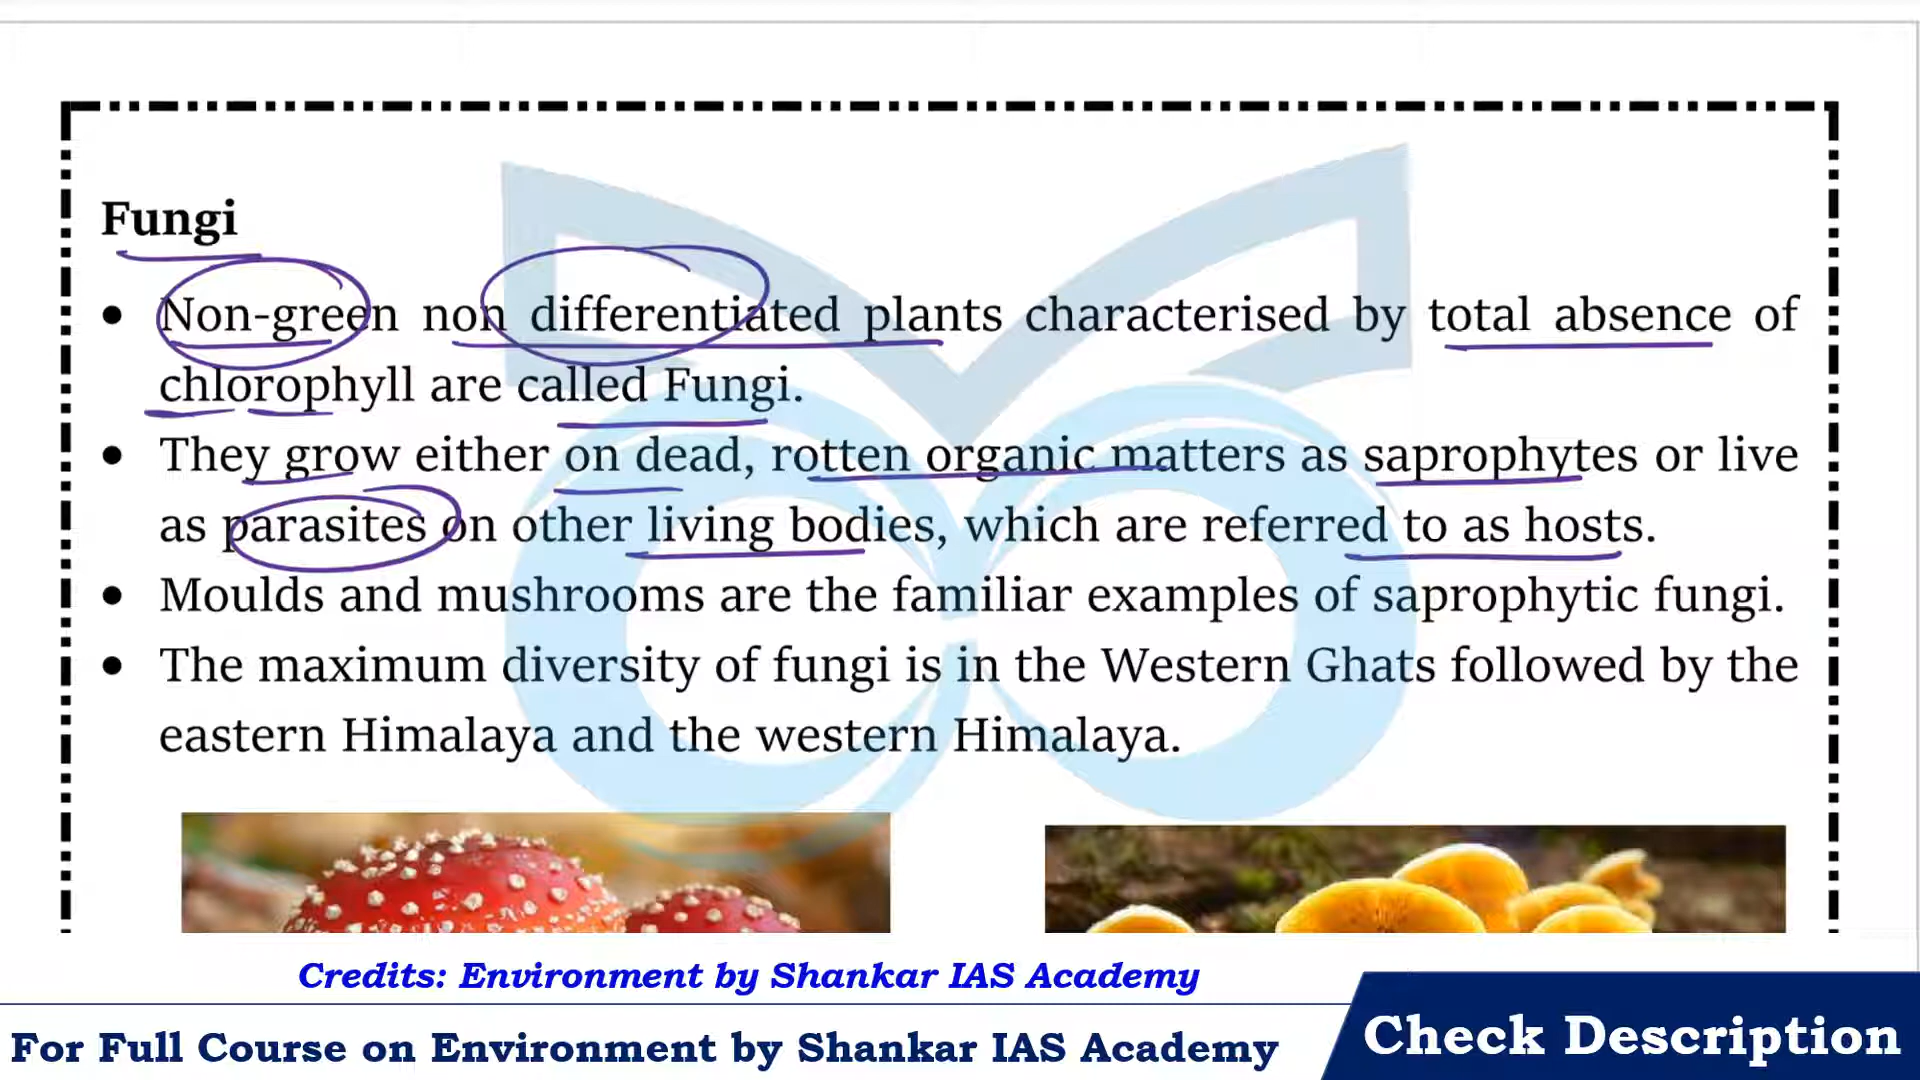 Fungi
• Non-green non differentiated plants characterised by total absence of
chlorophyll are called Fungi.
• They grow either on dead, rotten organic matters as saprophytes or live
as parasites on other living bodies, which are referred to as hosts.
• Moulds and mushrooms are the familiar examples of saprophytic fungi.
• The maximum diversity of fungi is in the Western Ghats followed by the
eastern Himalaya and the western Himalaya.
Credits: Environment by Shankar IAS Academy
For Full Course on Environment by Shankar IAS Academy
Check Description